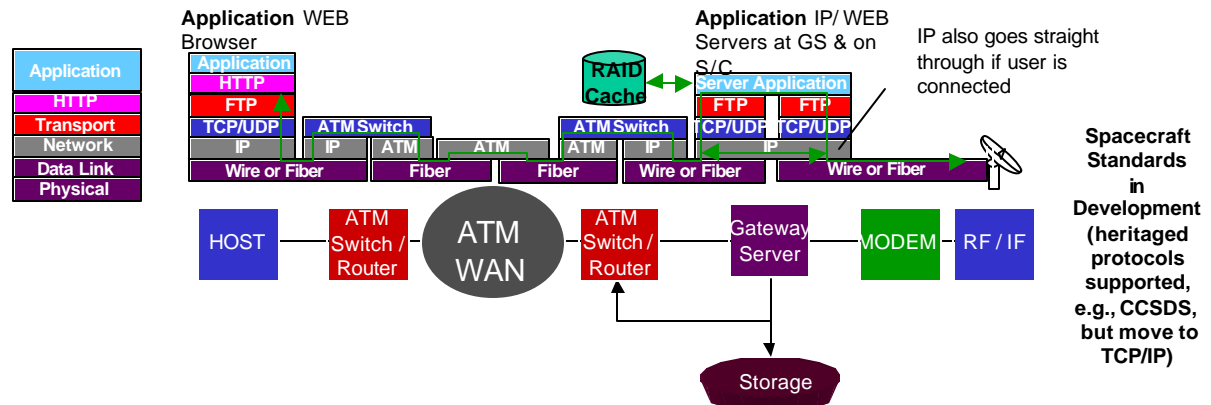 Application WEB
Browser
Application IP/ WEB
Servers at GS & on
S/C
IP also goes straight
through if user is
connected
Application
HTTP
Transport
Network
Data Link
Physical
Application
HTTP
FTP
TCP/UDP
IP
Wire or Fiber
ATM Switch
IP
ATM
Fiber
ATM
Fiber
ATM Switch
ATM
IP
Wire or Fiber
RAID
Cache
Server Application
FTP
FTP
TCP/UDP
TCP/UDP
IP
Wire or Fiber
Spacecraft
Standards
in
Development
(heritaged
protocols
supported,
e.g., CCSDS,
but move to
TCP/IP)
HOST
ATM
Switch /
Router
ATM
WAN
ATM
Switch /
Router
Gateway
Server
MODEM
RF / IF
Storage